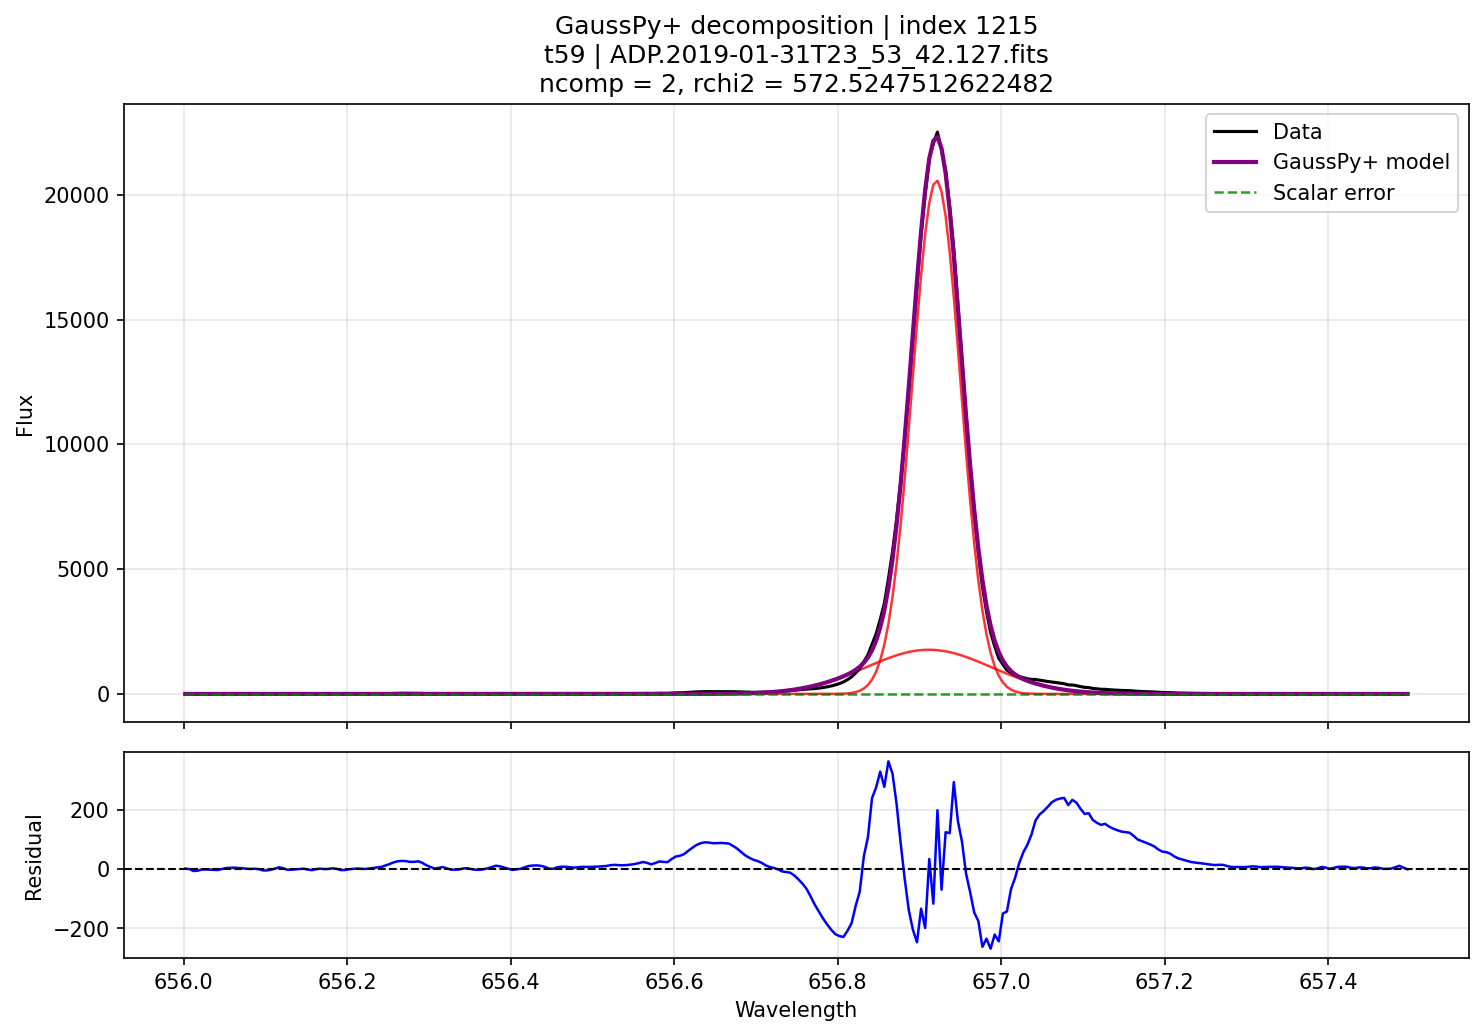 GaussPy+ decomposition | index 1215
t59 | ADP.2019-01-31T23_53_42.127.fits
ncomp = 2, rchi2 = 572.5247512622482
Data
GaussPy+ model
Scalar error
Flux
20000
15000
10000
5000
0
Residual
200
0
−200
656.0 656.2 656.4 656.6 656.8 657.0 657.2 657.4
Wavelength